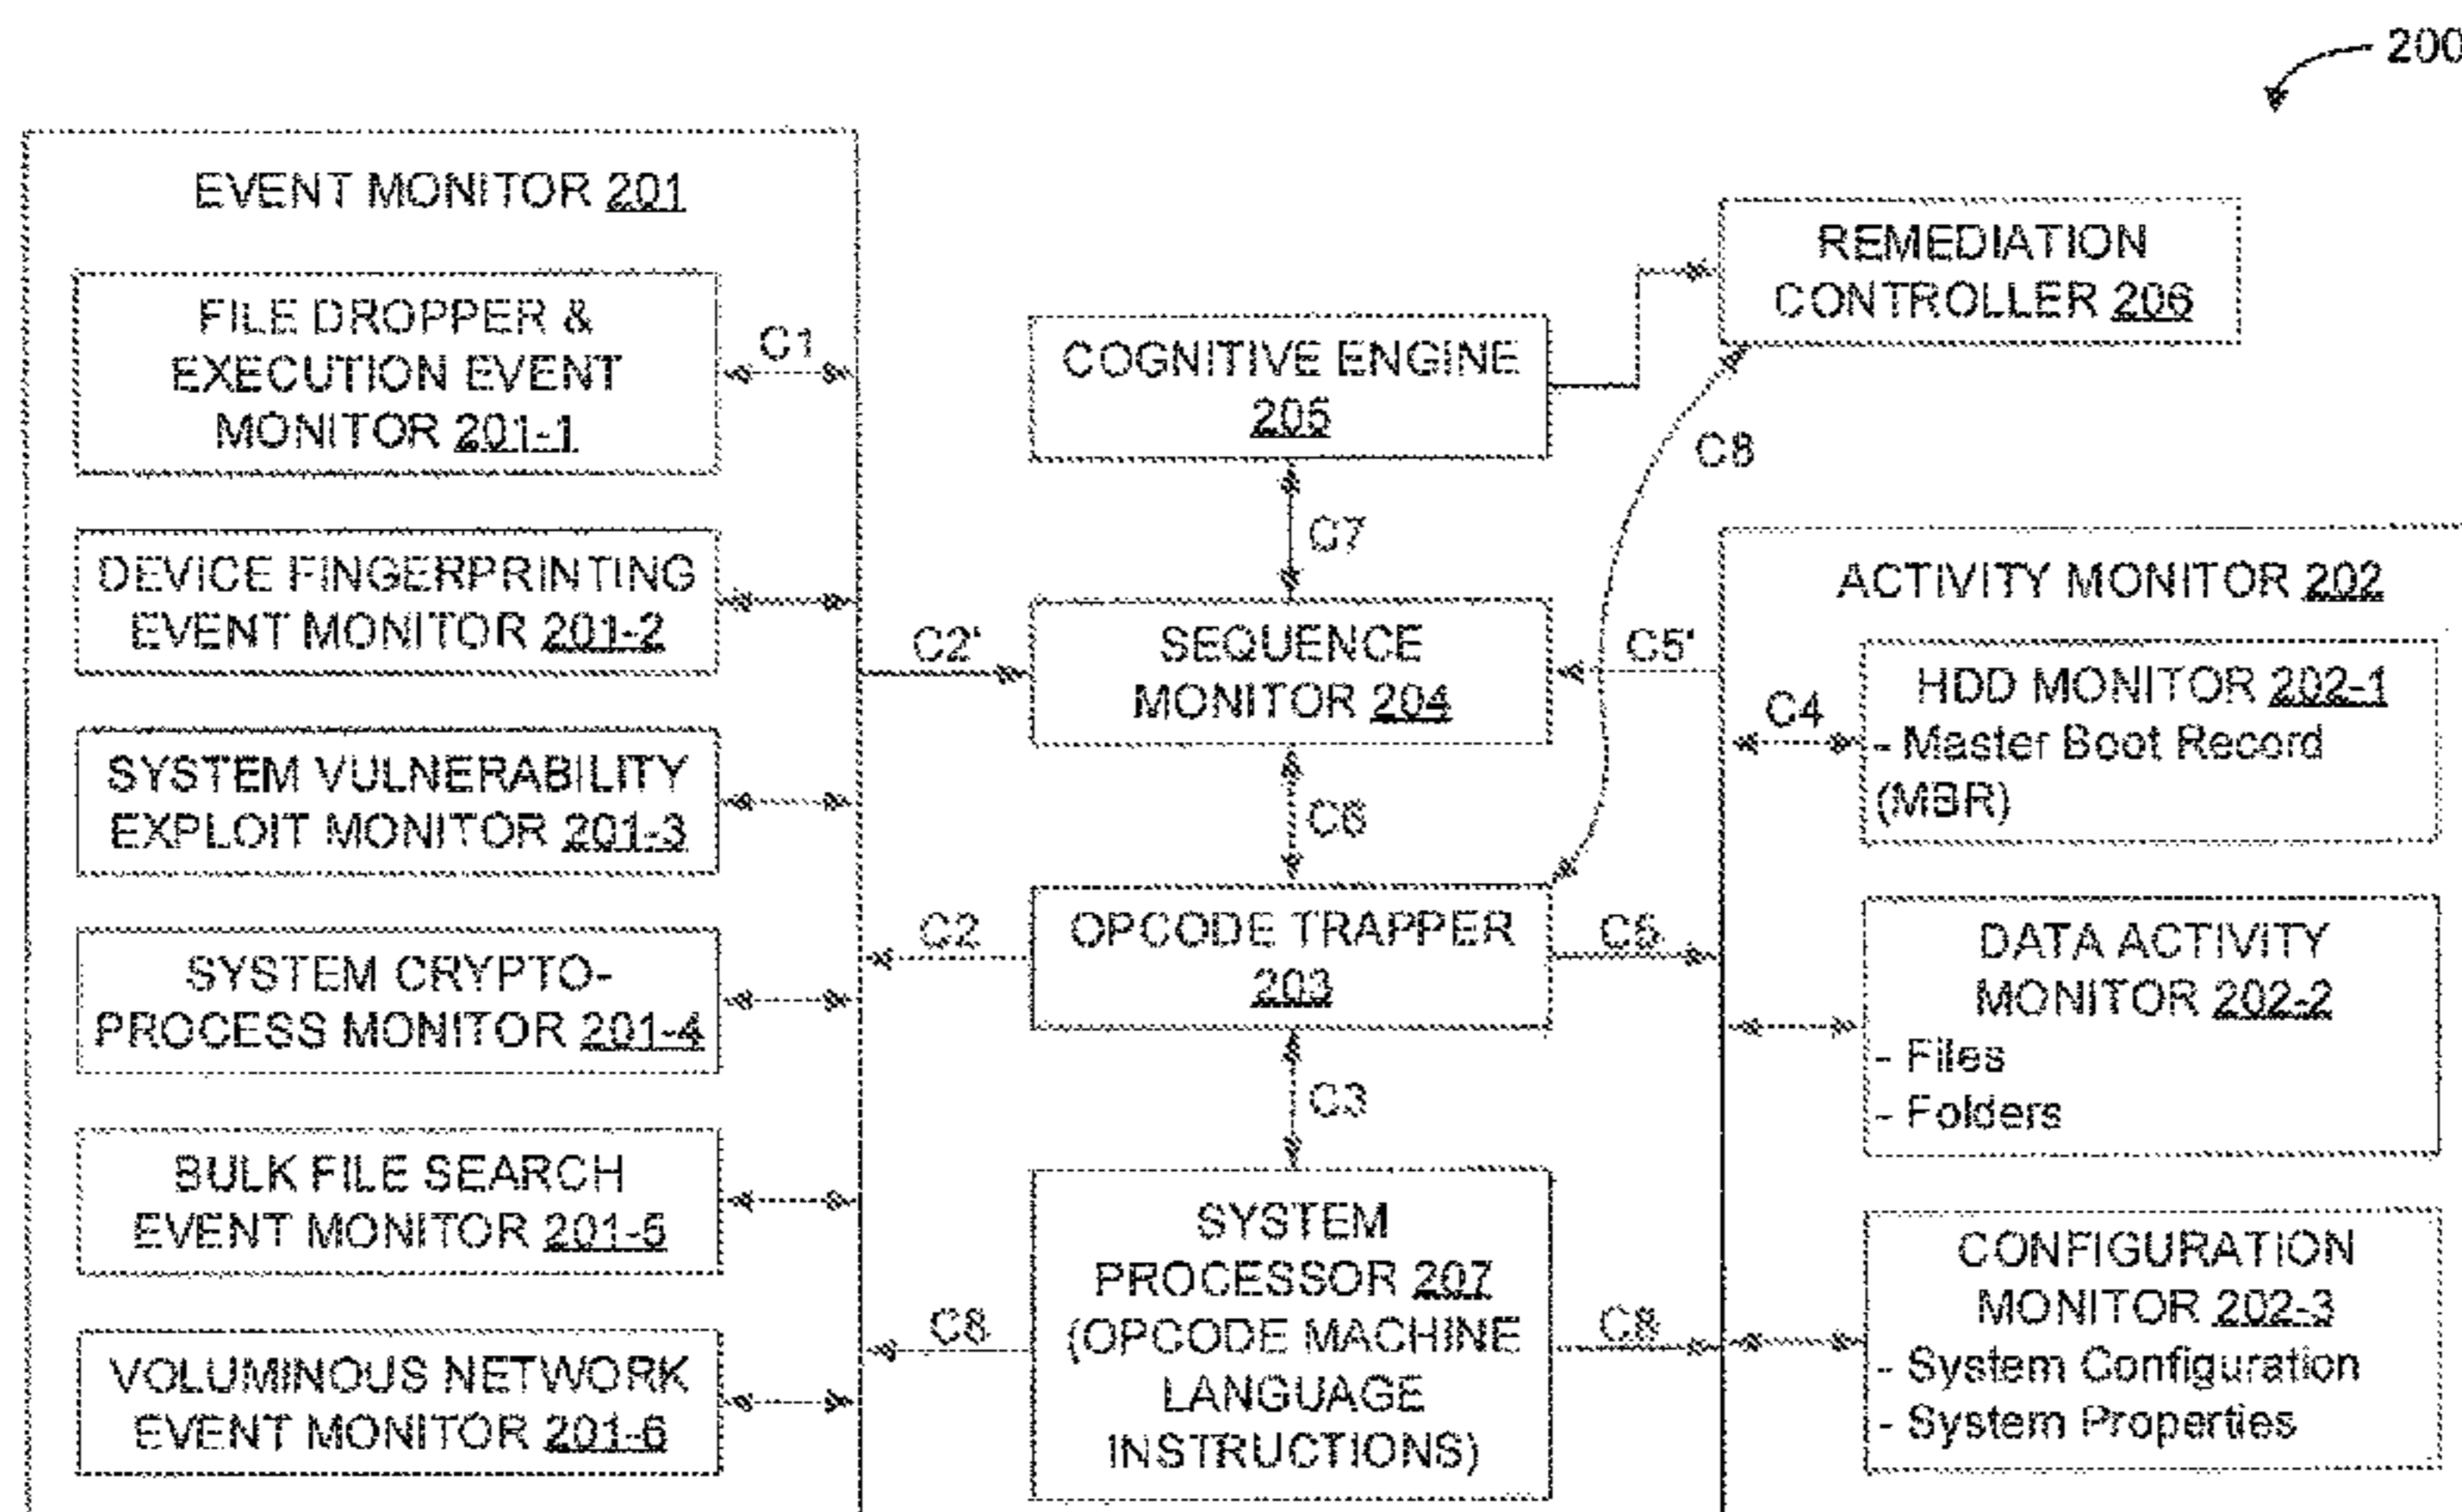 200
EVENT MONITOR 201
FILE DROPPER &
EXECUTION EVENT
MONITOR 201-1
C1
DEVICE FINGERPRINTING
EVENT MONITOR 201-2
SYSTEM VULNERABILITY
EXPLOIT MONITOR 201-3
SYSTEM CRYPTO-
PROCESS MONITOR 201-4
BULK FILE SEARCH
EVENT MONITOR 201-5
VOLUMINOUS NETWORK
EVENT MONITOR 201-6
C2'
C2
C8
COGNITIVE ENGINE
205
C7
SEQUENCE
MONITOR 204
C6
OPCODE TRAPPER
203
C3
SYSTEM
PROCESSOR 207
(OPCODE MACHINE
LANGUAGE
INSTRUCTIONS)
REMEDIATION
CONTROLLER 206
C8
C5'
C5
C8
ACTIVITY MONITOR 202
C4
HDD MONITOR 202-1
- Master Boot Record
(MBR)
DATA ACTIVITY
MONITOR 202-2
- Files
- Folders
CONFIGURATION
MONITOR 202-3
- System Configuration
- System Properties